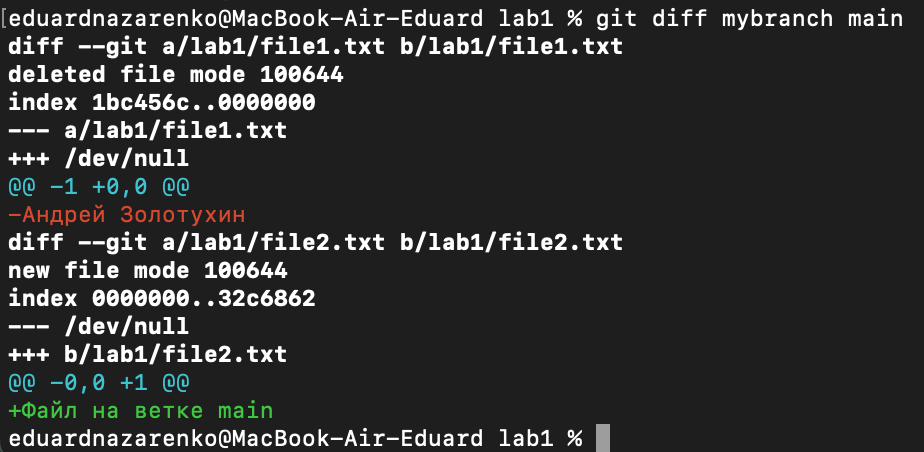 [eduardnazarenko@MacBook-Air-Eduard lab1 % git diff mybranch main
diff --git a/lab1/file1.txt b/lab1/file1.txt
deleted file mode 100644
index 1bc456c..0000000
--- a/lab1/file1.txt
+++ /dev/null
@@ -1 +0,0 @@
-Андрей Золотухин
diff --git a/lab1/file2.txt b/lab1/file2.txt
new file mode 100644
index 0000000..32c6862
--- /dev/null
+++ b/lab1/file2.txt
@@ -0,0 +1 @@
+Файл на ветке main
eduardnazarenko@MacBook-Air-Eduard lab1 %